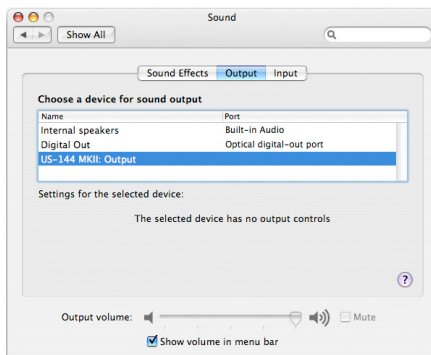 Sound
Show All
Sound Effects Output Input
Choose a device for sound output
Name Port
Internal speakers Built-in Audio
Digital Out Optical digital-out port
US-144 MKII: Output
Settings for the selected device:
The selected device has no output controls
?
Output volume: Mute
Show volume in menu bar